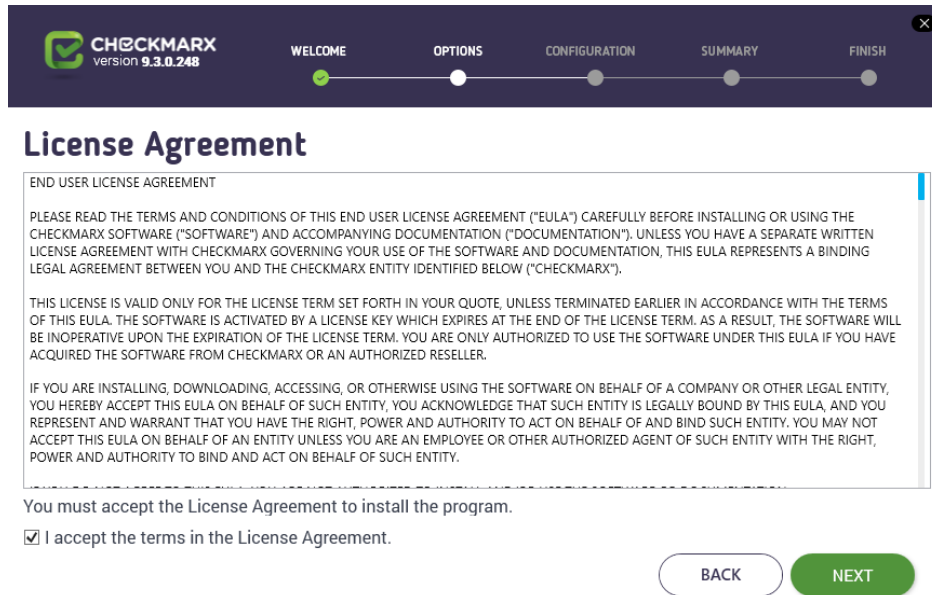 CHECKMARX
version 9.3.0.248
WELCOME
OPTIONS
CONFIGURATION
SUMMARY
FINISH
License Agreement
END USER LICENSE AGREEMENT
PLEASE READ THE TERMS AND CONDITIONS OF THIS END USER LICENSE AGREEMENT ("EULA") CAREFULLY BEFORE INSTALLING OR USING THE
CHECKMARX SOFTWARE ("SOFTWARE") AND ACCOMPANYING DOCUMENTATION ("DOCUMENTATION"). UNLESS YOU HAVE A SEPARATE WRITTEN
LICENSE AGREEMENT WITH CHECKMARX GOVERNING YOUR USE OF THE SOFTWARE AND DOCUMENTATION, THIS EULA REPRESENTS A BINDING
LEGAL AGREEMENT BETWEEN YOU AND THE CHECKMARX ENTITY IDENTIFIED BELOW ("CHECKMARX").
THIS LICENSE IS VALID ONLY FOR THE LICENSE TERM SET FORTH IN YOUR QUOTE, UNLESS TERMINATED EARLIER IN ACCORDANCE WITH THE TERMS
OF THIS EULA. THE SOFTWARE IS ACTIVATED BY A LICENSE KEY WHICH EXPIRES AT THE END OF THE LICENSE TERM. AS A RESULT, THE SOFTWARE WILL
BE INOPERATIVE UPON THE EXPIRATION OF THE LICENSE TERM. YOU ARE ONLY AUTHORIZED TO USE THE SOFTWARE UNDER THIS EULA IF YOU HAVE
ACQUIRED THE SOFTWARE FROM CHECKMARX OR AN AUTHORIZED RESELLER.
IF YOU ARE INSTALLING, DOWNLOADING, ACCESSING, OR OTHERWISE USING THE SOFTWARE ON BEHALF OF A COMPANY OR OTHER LEGAL ENTITY,
YOU HEREBY ACCEPT THIS EULA ON BEHALF OF SUCH ENTITY, YOU ACKNOWLEDGE THAT SUCH ENTITY IS LEGALLY BOUND BY THIS EULA, AND YOU
REPRESENT AND WARRANT THAT YOU HAVE THE RIGHT, POWER AND AUTHORITY TO ACT ON BEHALF OF AND BIND SUCH ENTITY. YOU MAY NOT
ACCEPT THIS EULA ON BEHALF OF AN ENTITY UNLESS YOU ARE AN EMPLOYEE OR OTHER AUTHORIZED AGENT OF SUCH ENTITY WITH THE RIGHT,
POWER AND AUTHORITY TO BIND AND ACT ON BEHALF OF SUCH ENTITY.
You must accept the License Agreement to install the program.
I accept the terms in the License Agreement.
BACK
NEXT